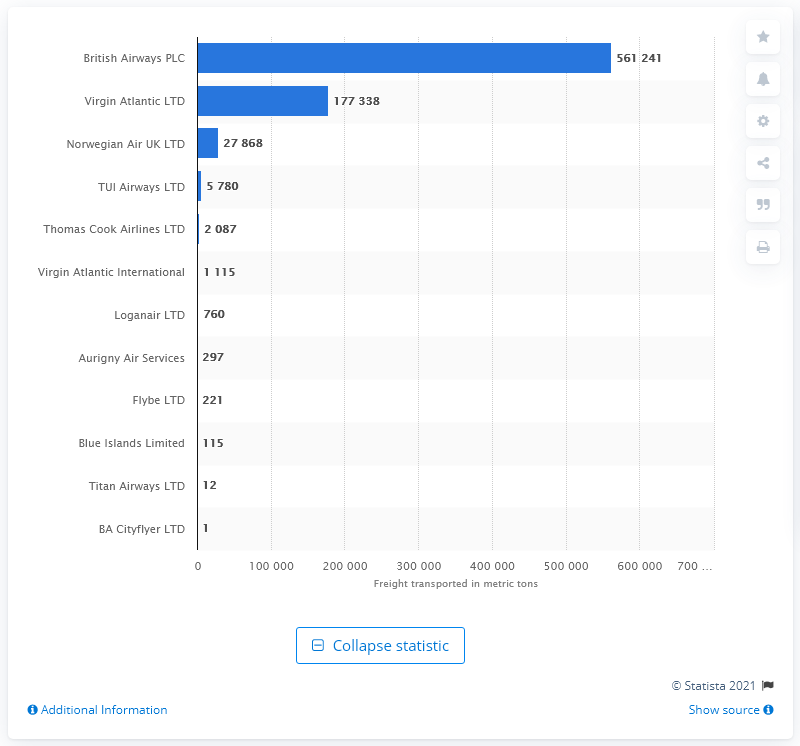 British Airways PLC 561 241
Virgin Atlantic LTD 177 338
Norwegian Air UK LTD 27 868
TUI Airways LTD 5 780
Thomas Cook Airlines LTD 2 087
Virgin Atlantic International 1 115
Loganair LTD 760
Aurigny Air Services 297
Flybe LTD 221
Blue Islands Limited 115
Titan Airways LTD 12
BA Cityflyer LTD 1
0 100 000 200 000 300 000 400 000 500 000 600 000 700 ...
Freight transported in metric tons
Collapse statistic
© Statista 2021
Additional Information Show source